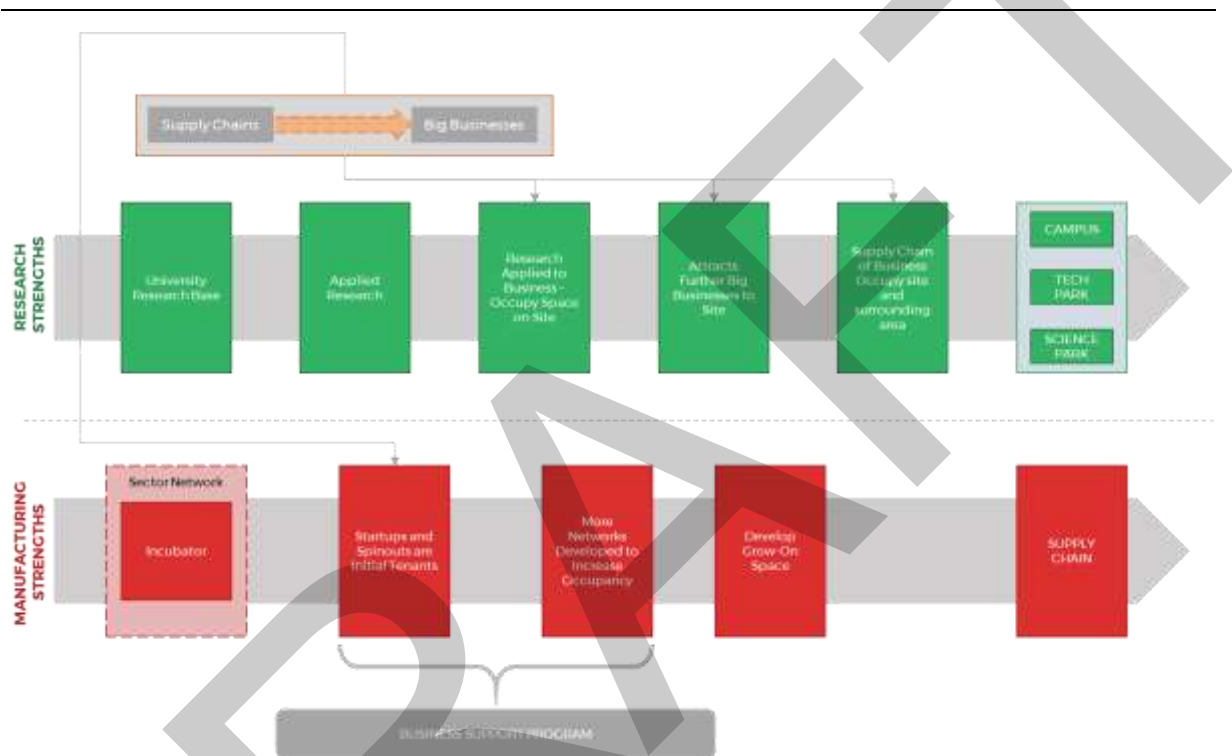 Supply Chains
Big Businesses
RESEARCH
STRENGTHS
University
Research Base
Applied
Research
Research
Applied to
Business -
Occupy Space
on Site
Attracts
Further Big
Businesses to
Site
Supply Chain
of Business
Occupy site
and
surrounding
area
CAMPUS
TECH
PARK
SCIENCE
PARK
MANUFACTURING
STRENGTHS
Sector Network
Incubator
Startups and
Spinouts are
Initial Tenants
More
Networks
Developed to
Increase
Occupancy
Develop
Grow-On
Space
SUPPLY
CHAIN
BUSINESS SUPPORT PROGRAM
DRAFT